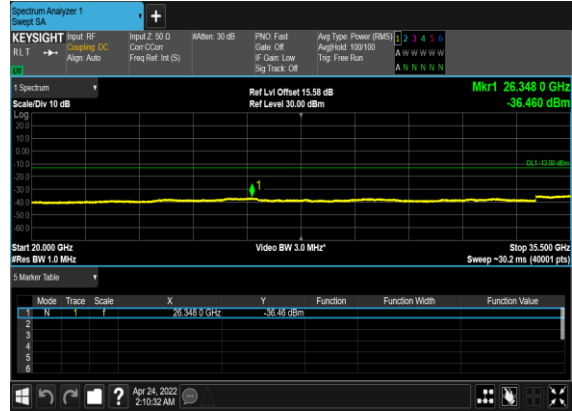 Spectrum Analyzer 1
Swept SA
KEYSIGHT Input: RF Input Z: 50 Ω #Atten: 30 dB PNO: Fast Avg Type: Power (RMS) 1 2 3 4 5 6
RLT Coupling: DC Corr CCorr Gate: Off Avg|Hold: 100/100 A W W W W W
Align: Auto Freq Ref: Int (S) IF Gain: Low Trig: Free Run
Sig Track: Off A N N N N N
LW
1 Spectrum Ref Lvl Offset 15.58 dB Mkr1 26.348 0 GHz
Scale/Div 10 dB Ref Level 30.00 dBm -36.460 dBm
Log
20.0
10.0
0.00
-10.0 DL1 -13.00 dBm
-20.0
-30.0 1
-40.0
-50.0
-60.0
Start 20.000 GHz Video BW 3.0 MHz* Stop 35.500 GHz
#Res BW 1.0 MHz Sweep ~30.2 ms (40001 pts)
5 Marker Table
Mode Trace Scale X Y Function Function Width Function Value
1 N 1 f 26.348 0 GHz -36.46 dBm
2
3
4
5
6
? Apr 24, 2022
2:10:32 AM